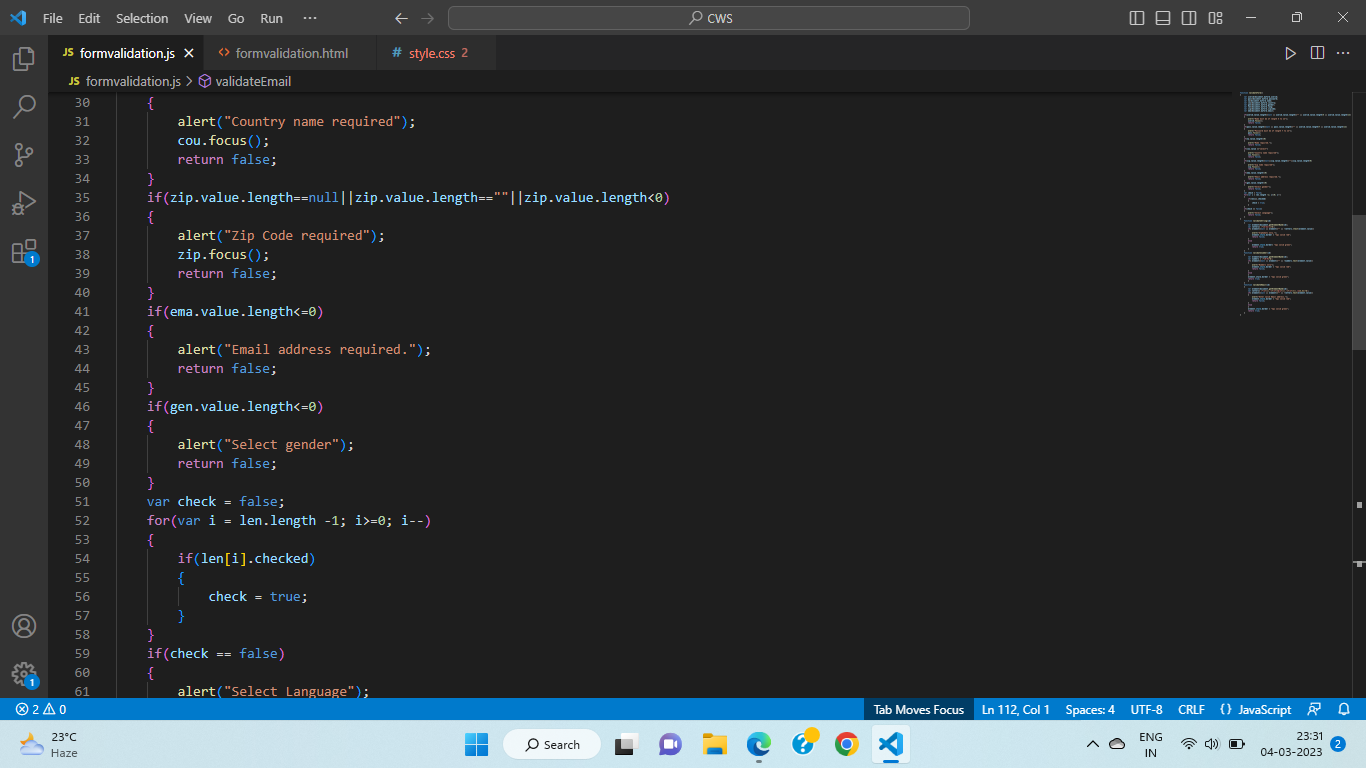 File Edit Selection View Go Run ··· CWS
JS formvalidation.js formvalidation.html # style.css 2
JS formvalidation.js > validateEmail
30 {
31 alert("Country name required");
32 cou.focus();
33 return false;
34 }
35 if(zip.value.length==null||zip.value.length==""||zip.value.length<0)
36 {
37 alert("Zip Code required");
38 zip.focus();
39 return false;
40 }
41 if(ema.value.length<=0)
42 {
43 alert("Email address required.");
44 return false;
45 }
46 if(gen.value.length<=0)
47 {
48 alert("Select gender");
49 return false;
50 }
51 var check = false;
52 for(var i = len.length -1; i>=0; i--)
53 {
54 if(len[i].checked)
55 {
56 check = true;
57 }
58 }
59 if(check == false)
60 {
61 alert("Select Language");
1
1
2 0 Tab Moves Focus Ln 112, Col 1 Spaces: 4 UTF-8 CRLF {} JavaScript
23°C
Haze
Search
ENG
IN
23:31
04-03-2023
2